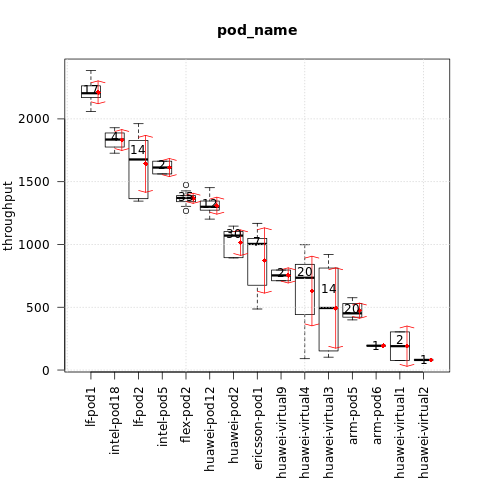 pod_name
throughput
2000
1500
1000
500
0
17
4
14
2
12
30
7
2
20
14
20
1
2
1
lf-pod1
intel-pod18
lf-pod2
intel-pod5
flex-pod2
huawei-pod12
huawei-pod2
ericsson-pod1
huawei-virtual9
huawei-virtual4
huawei-virtual3
arm-pod5
arm-pod6
huawei-virtual1
huawei-virtual2